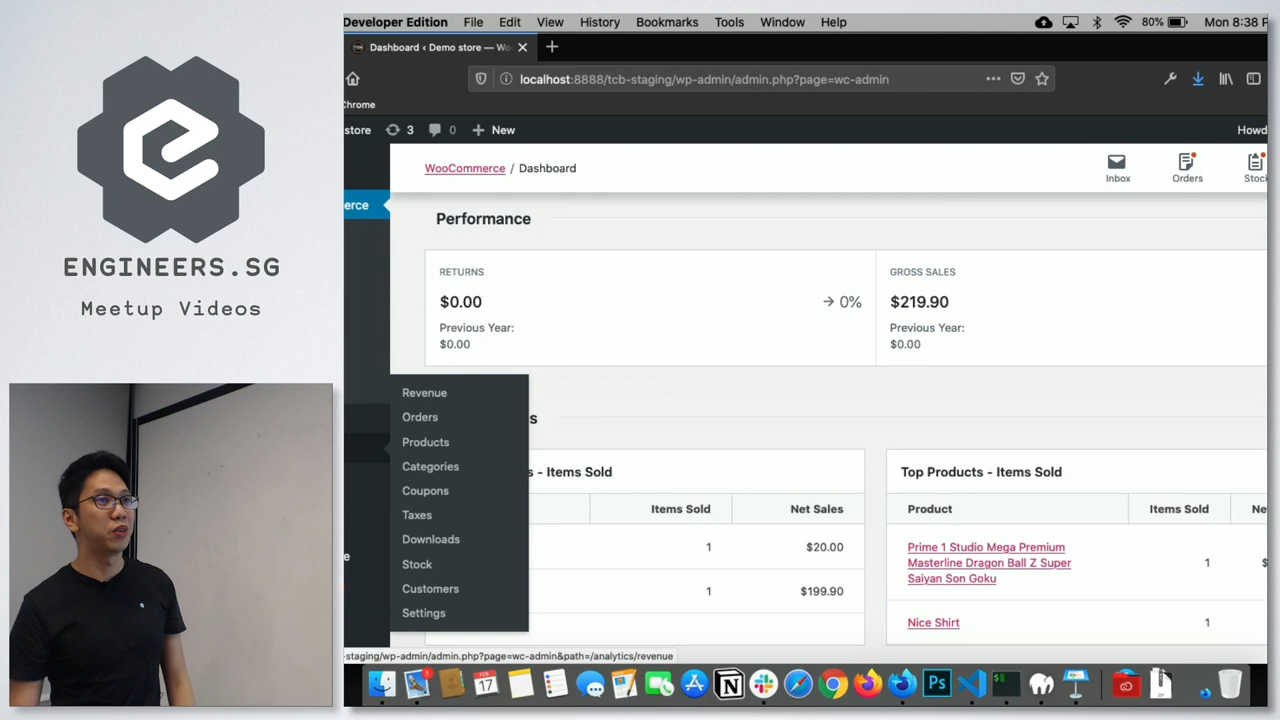 ENGINEERS.SG
Meetup Videos
Developer Edition File Edit View History Bookmarks Tools Window Help 80% Mon 8:38 P
Dashboard ‹ Demo store — Wo
localhost:8888/tcb-staging/wp-admin/admin.php?page=wc-admin
Chrome
store 3 0 New Howd
WooCommerce / Dashboard
Inbox Orders Stoc
erce
Performance
RETURNS GROSS SALES
$0.00 → 0% $219.90
Previous Year: Previous Year:
$0.00 $0.00
Revenue
Orders
Products
Categories
Coupons
Taxes
Downloads
Stock
Customers
Settings
s
s - Items Sold
Items Sold Net Sales
1 $20.00
1 $199.90
Top Products - Items Sold
Product Items Sold Ne
Prime 1 Studio Mega Premium
Masterline Dragon Ball Z Super
Saiyan Son Goku
1 $
Nice Shirt 1
e
-staging/wp-admin/admin.php?page=wc-admin&path=/analytics/revenue
FEB
17
Ps